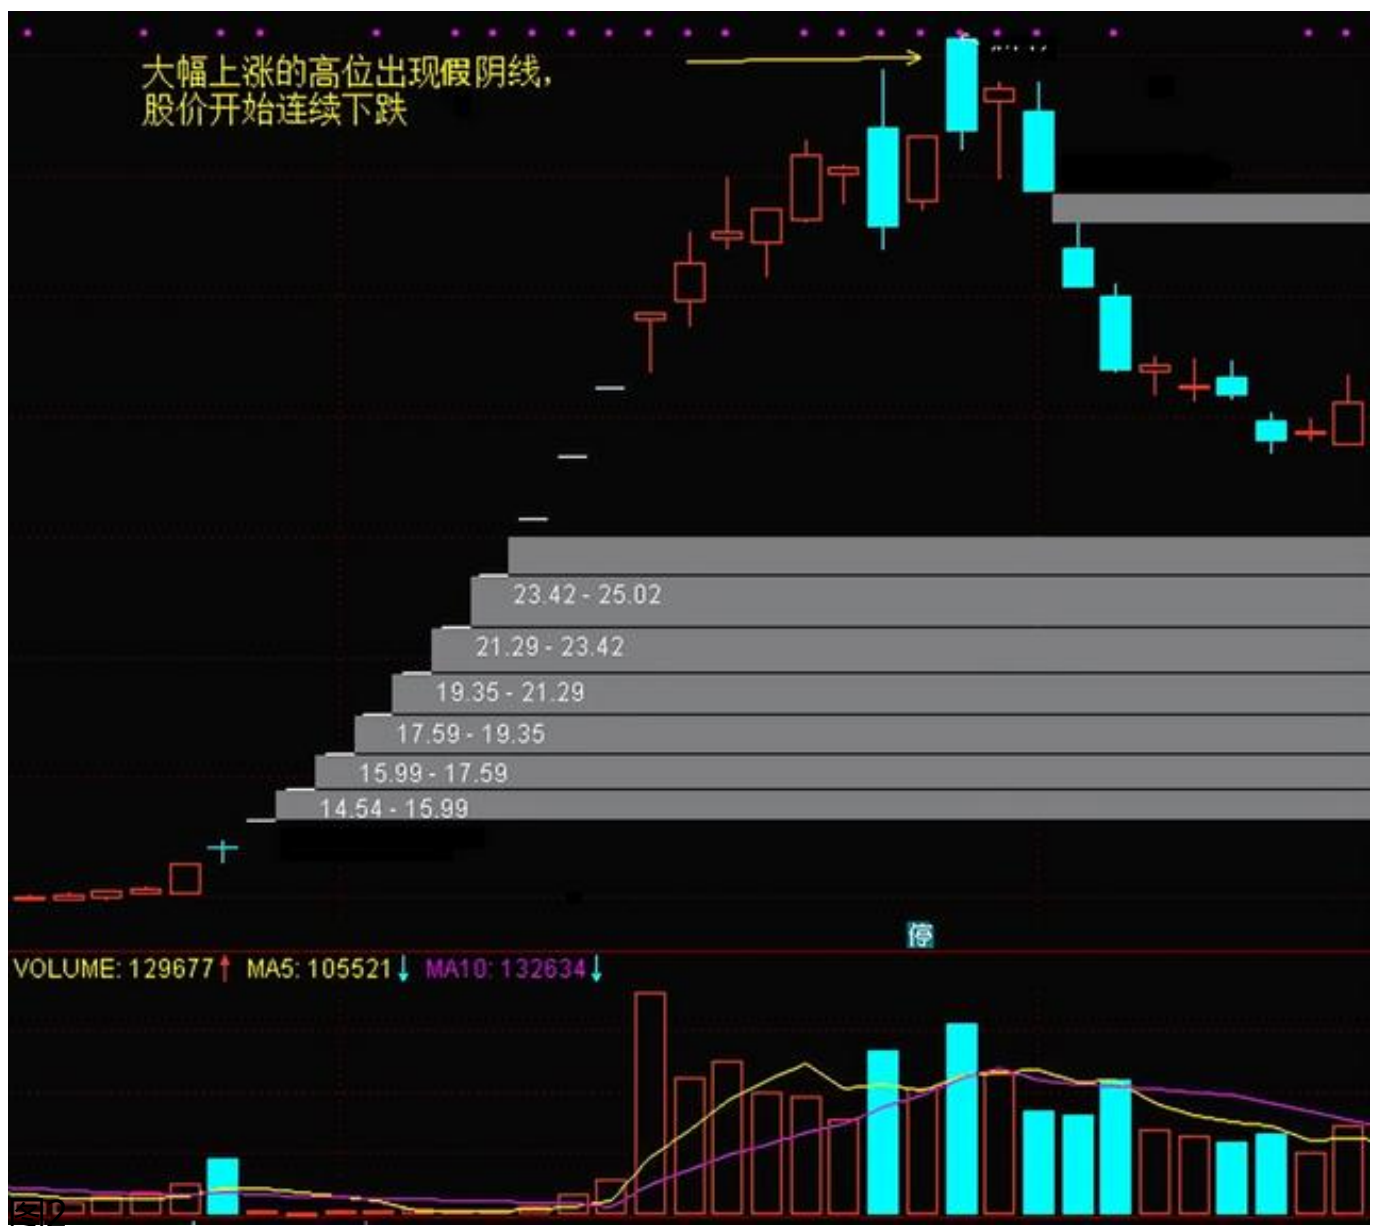 大幅上涨的高位出现假阴线，
股价开始连续下跌
23.42 - 25.02
21.29 - 23.42
19.35 - 21.29
17.59 - 19.35
15.99 - 17.59
14.54 - 15.99
停
VOLUME: 129677↑ MA5: 105521↓ MA10: 132634↓
图2